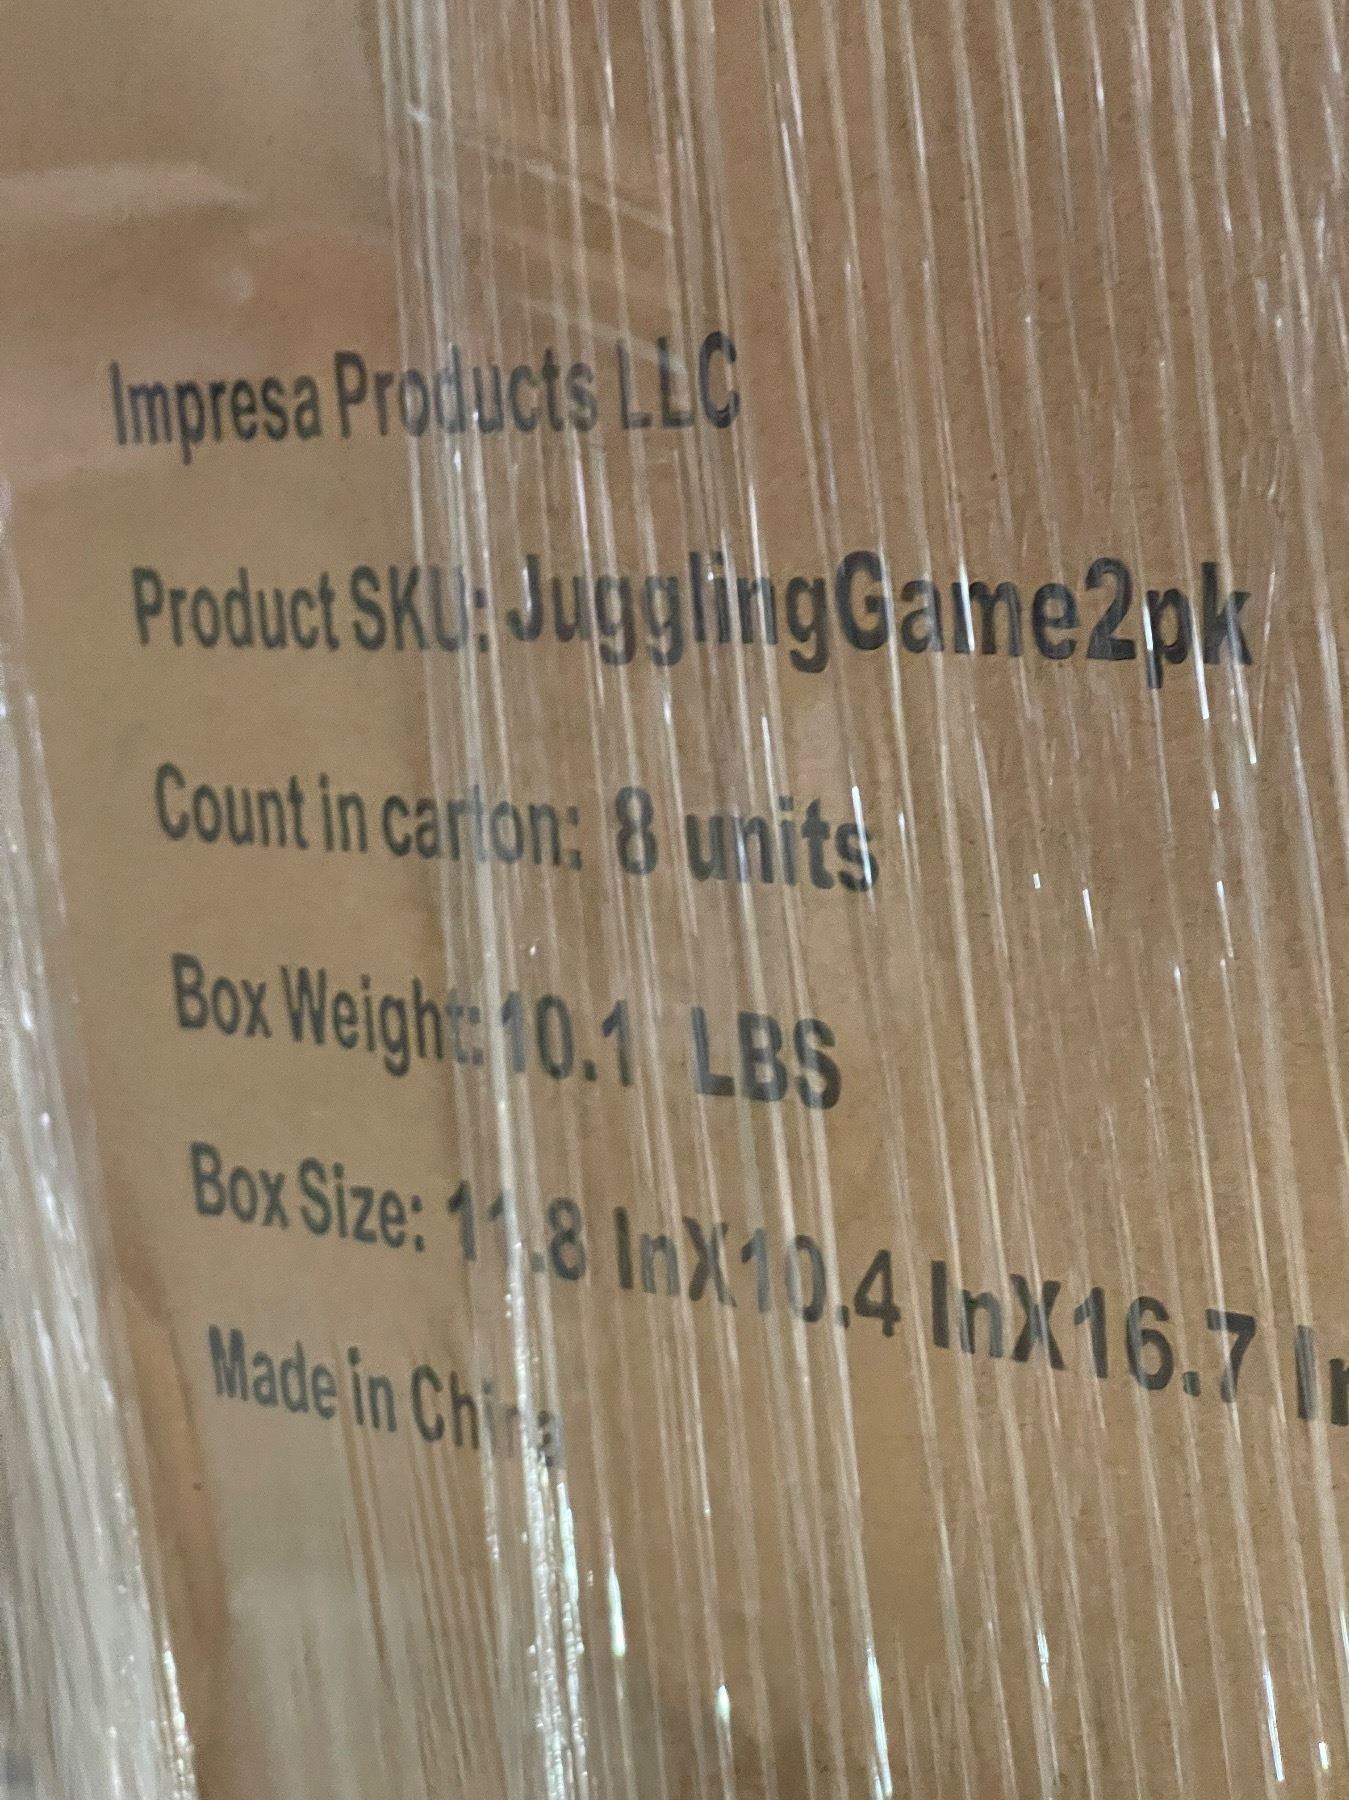 Impresa Products LLC
Product SKU: JugglingGame2pk
Count in carton: 8 units
Box Weight: 10.1 LBS
Box Size: 11.8 InX10.4 InX16.7 In
Made in China